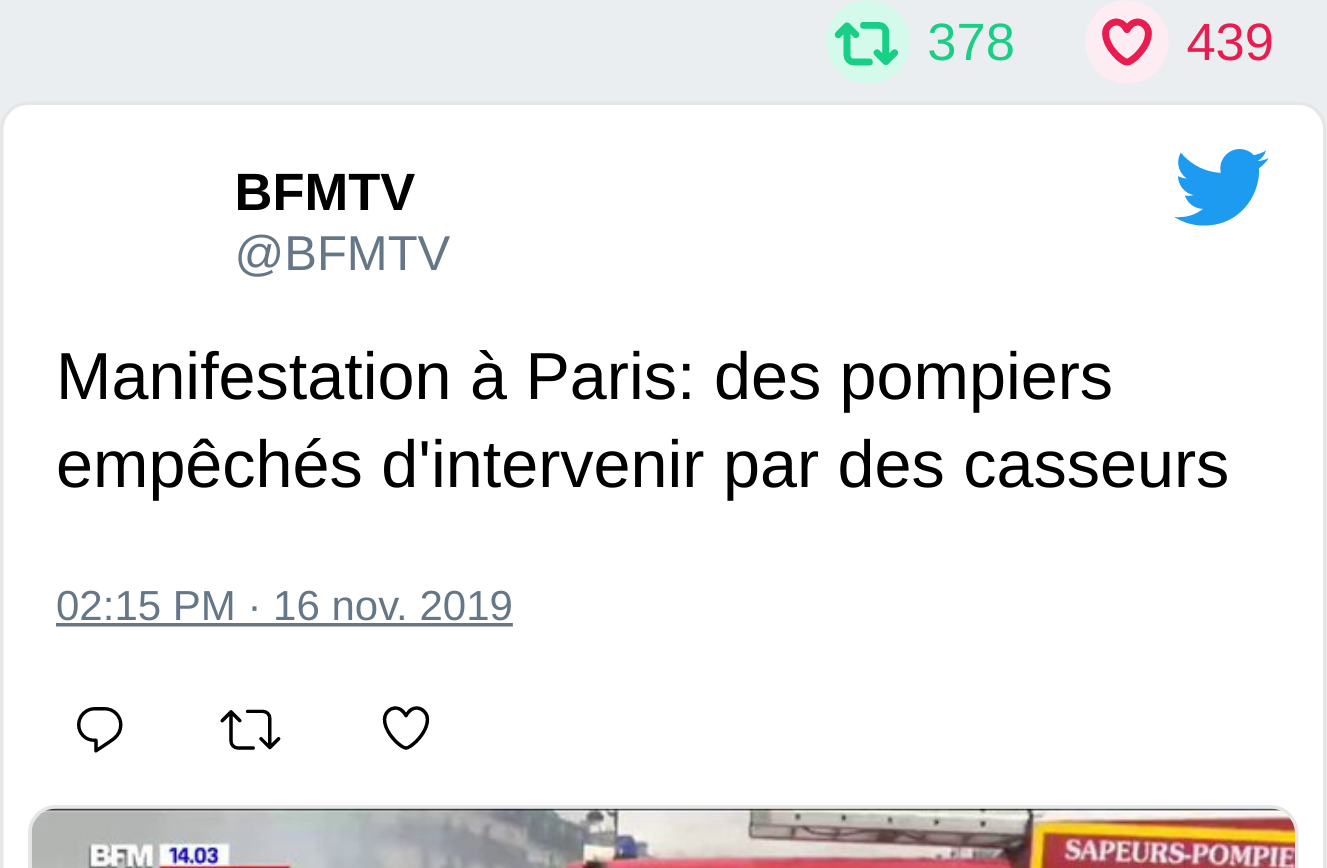 378 439
BFMTV
@BFMTV
Manifestation à Paris: des pompiers
empêchés d'intervenir par des casseurs
02:15 PM · 16 nov. 2019
BFM 14.03
SAPEURS-POMPIE